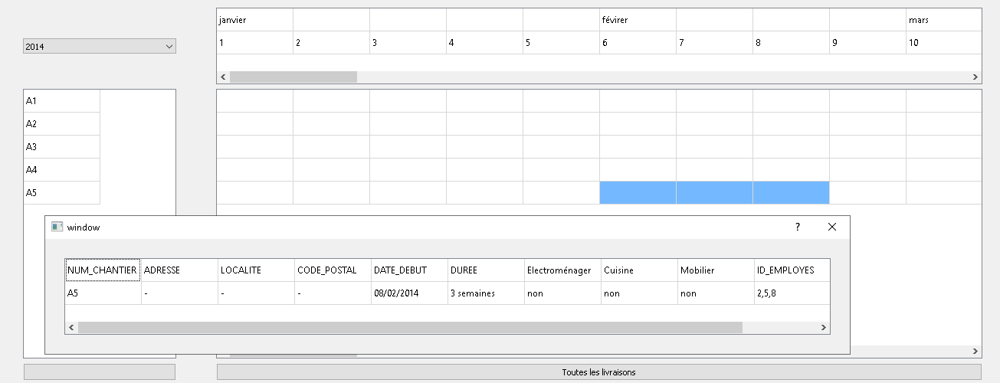 janvier févirer mars
2014
1 2 3 4 5 6 7 8 9 10
A1
A2
A3
A4
A5
window
NUM_CHANTIER ADRESSE LOCALITE CODE_POSTAL DATE_DEBUT DUREE Electroménager Cuisine Mobilier ID_EMPLOYES
A5 - - - 08/02/2014 3 semaines non non non 2,5,8
Toutes les livraisons